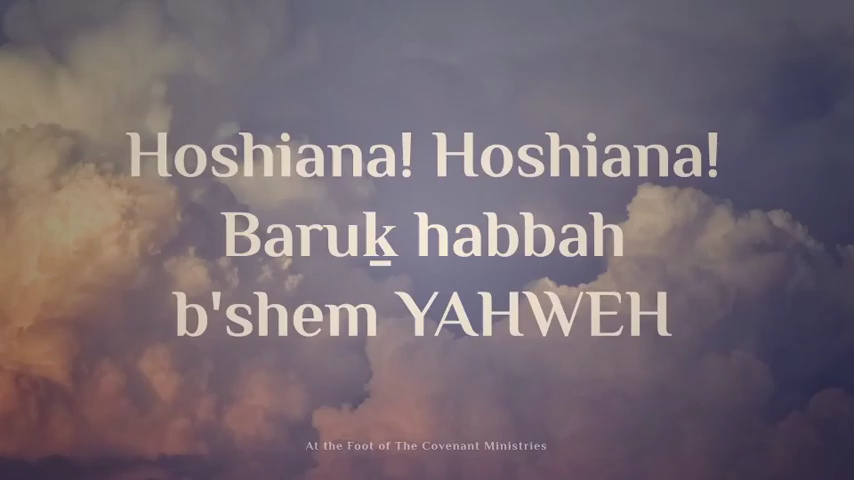 Hoshiana! Hoshiana!
Baruḵ habbah
b'shem YAHWEH
At the Foot of The Covenant Ministries